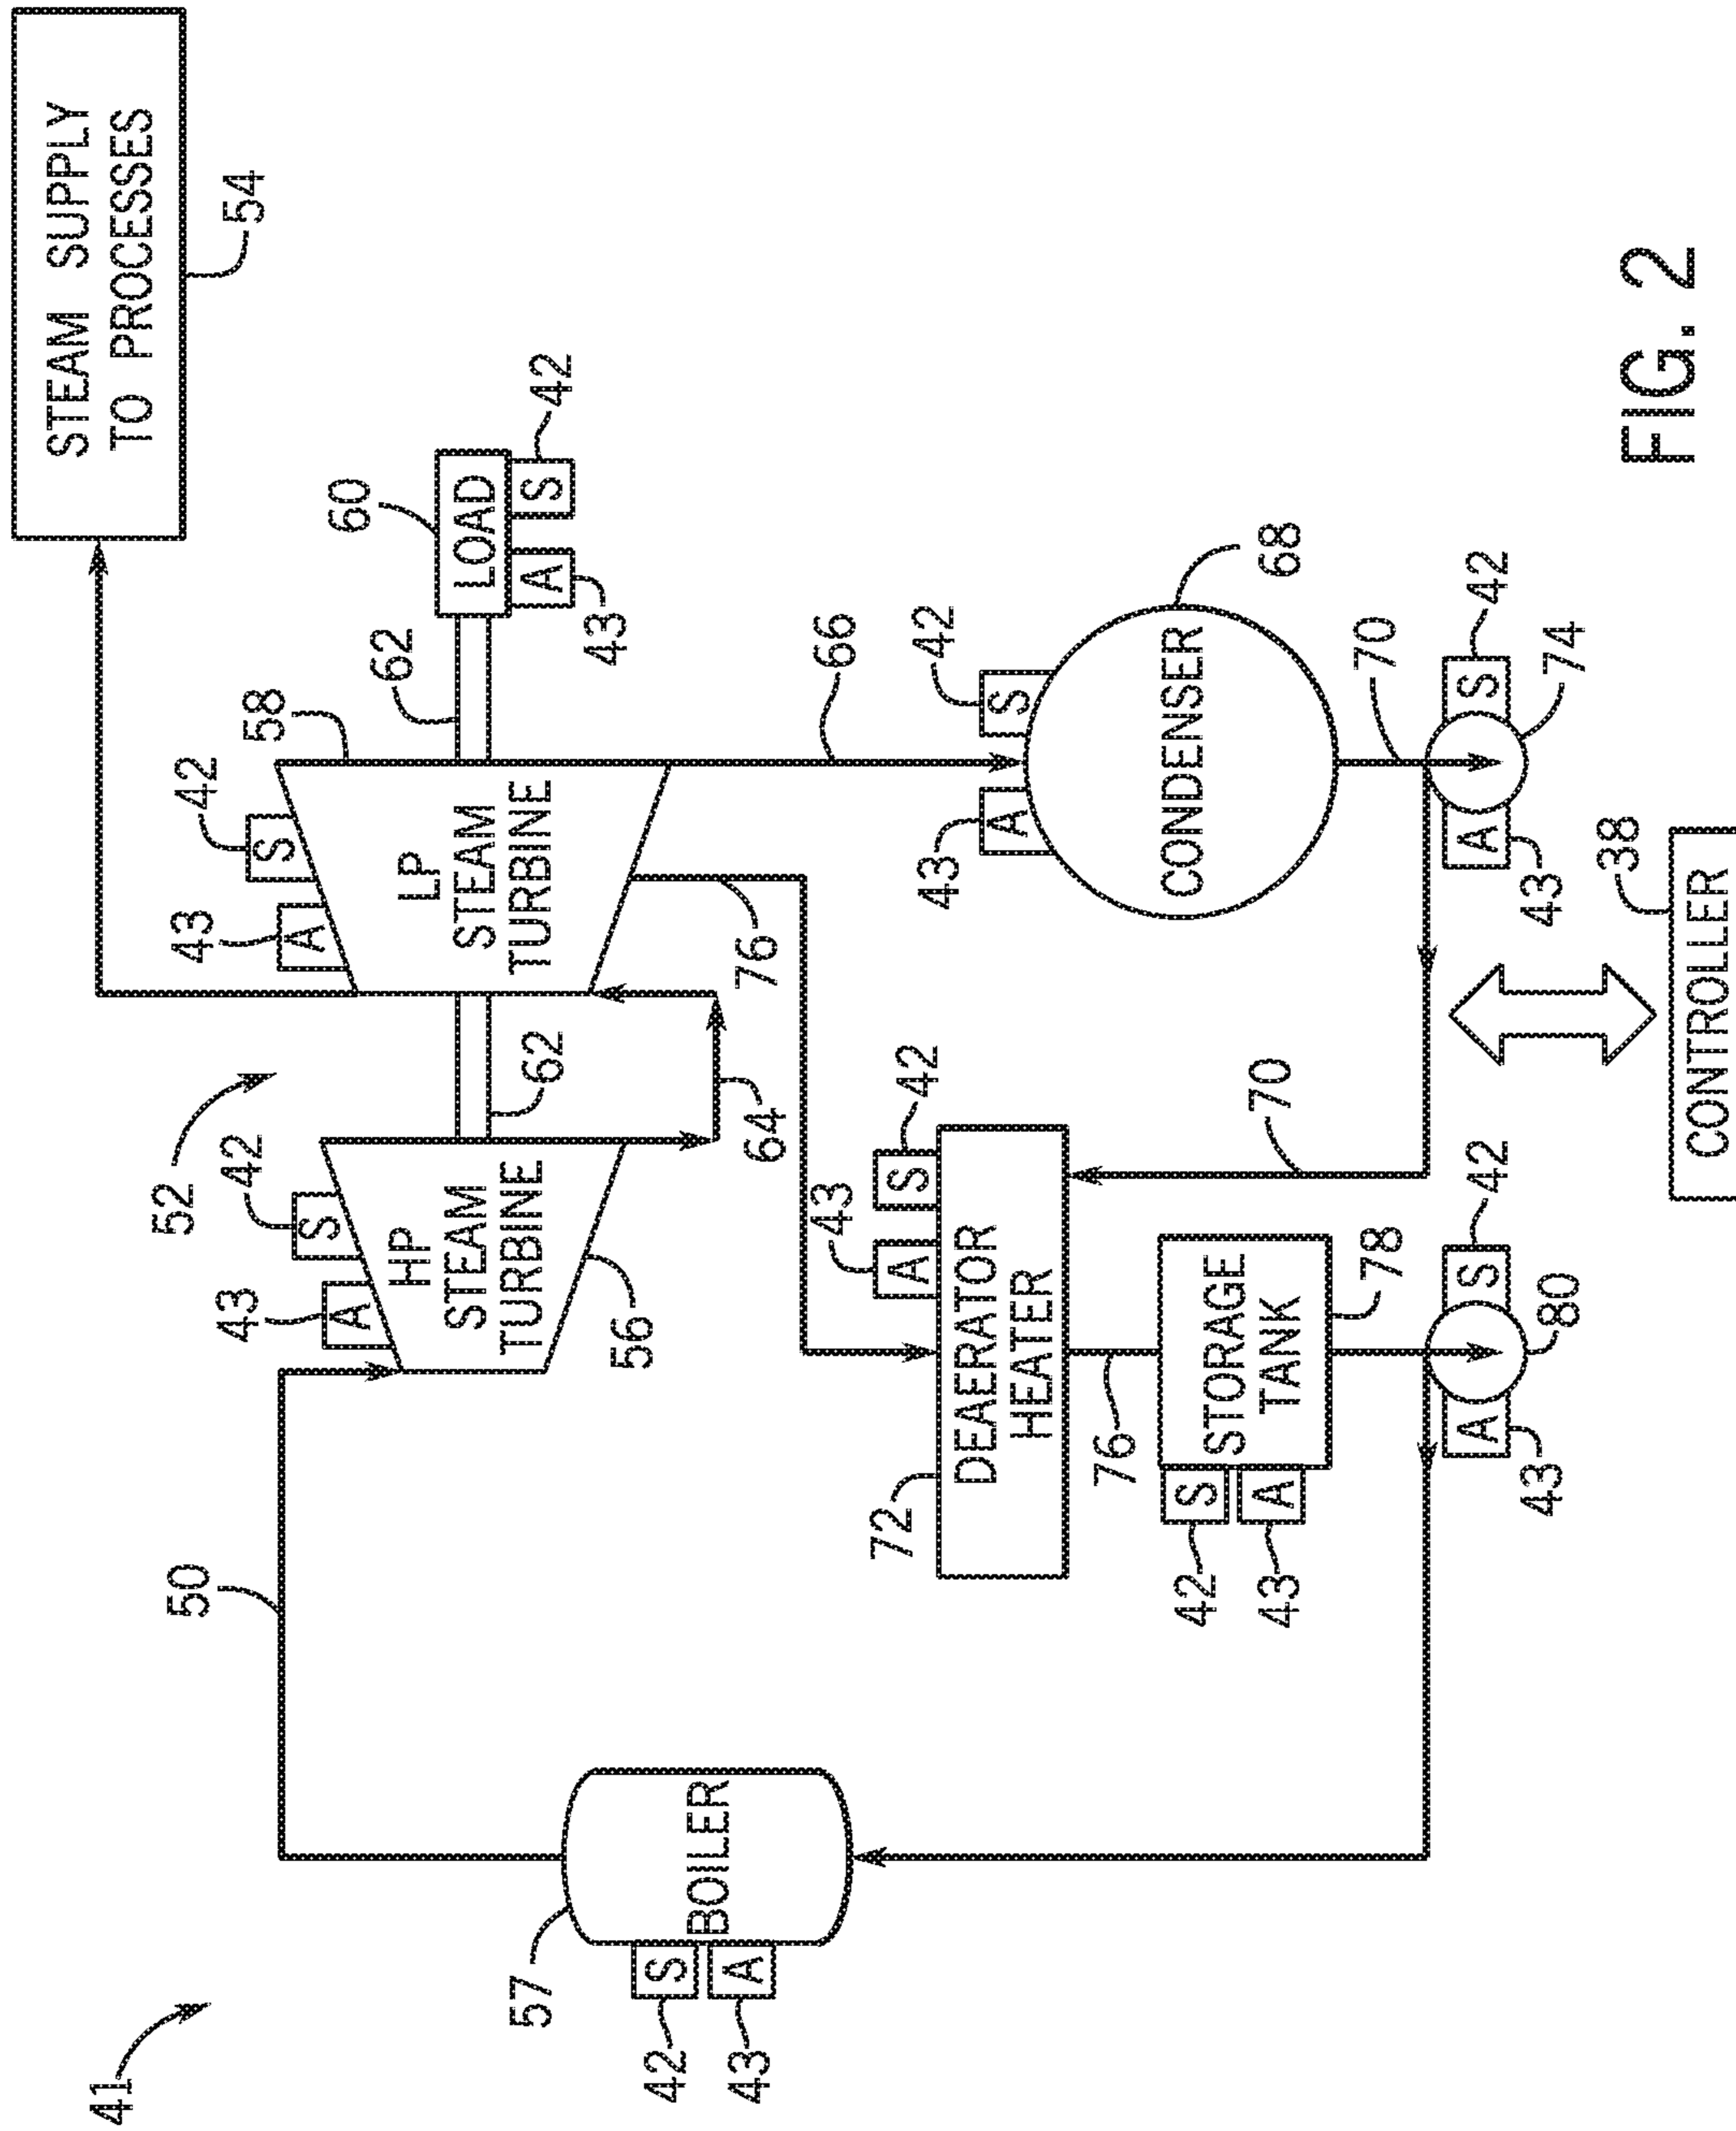 41
50
52
STEAM SUPPLY
TO PROCESSES
54
43
A
42
S
HP
STEAM
TURBINE
56
62
64
43
A
42
S
58
LP
STEAM
TURBINE
76
62
60
LOAD
A
43
S
42
66
57
BOILER
S
42
A
43
72
43
A
42
S
DEAERATOR
HEATER
76
STORAGE
TANK
78
S
42
A
43
70
43
A
42
S
CONDENSER
68
70
A
43
S
42
80
A
43
S
42
74
38
CONTROLLER
FIG. 2